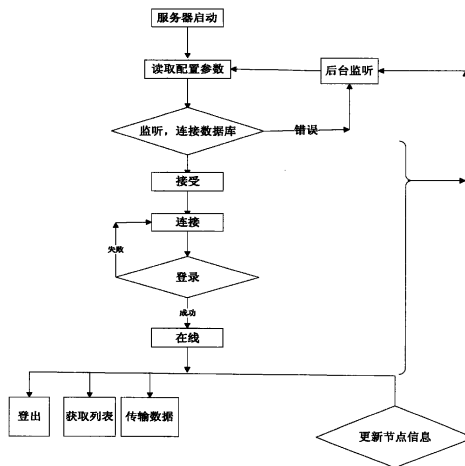 服务器启动
读取配置参数
后台监听
监听，连接数据库
错误
接受
连接
失败
登录
成功
在线
登出
获取列表
传输数据
更新节点信息